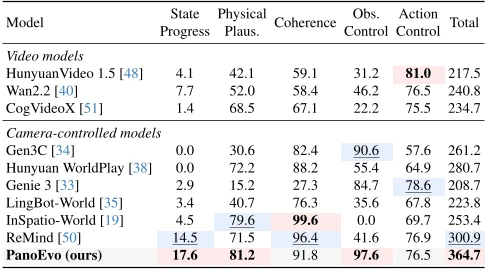 Model State Progress Physical Plaus. Coherence Obs. Control Action Control Total
Video models
HunyuanVideo 1.5 [48] 4.1 42.1 59.1 31.2 81.0 217.5
Wan2.2 [40] 7.7 52.0 58.4 46.2 76.5 240.8
CogVideoX [51] 1.4 68.5 67.1 22.2 75.5 234.7
Camera-controlled models
Gen3C [34] 0.0 30.6 82.4 90.6 57.6 261.2
Hunyuan WorldPlay [38] 0.0 72.2 88.2 55.4 64.9 280.7
Genie 3 [33] 2.9 15.2 27.3 84.7 78.6 208.7
LingBot-World [35] 3.4 40.7 76.3 35.6 67.8 223.8
InSpatio-World [19] 4.5 79.6 99.6 0.0 69.7 253.4
ReMind [50] 14.5 71.5 96.4 41.6 76.9 300.9
PanoEvo (ours) 17.6 81.2 91.8 97.6 76.5 364.7